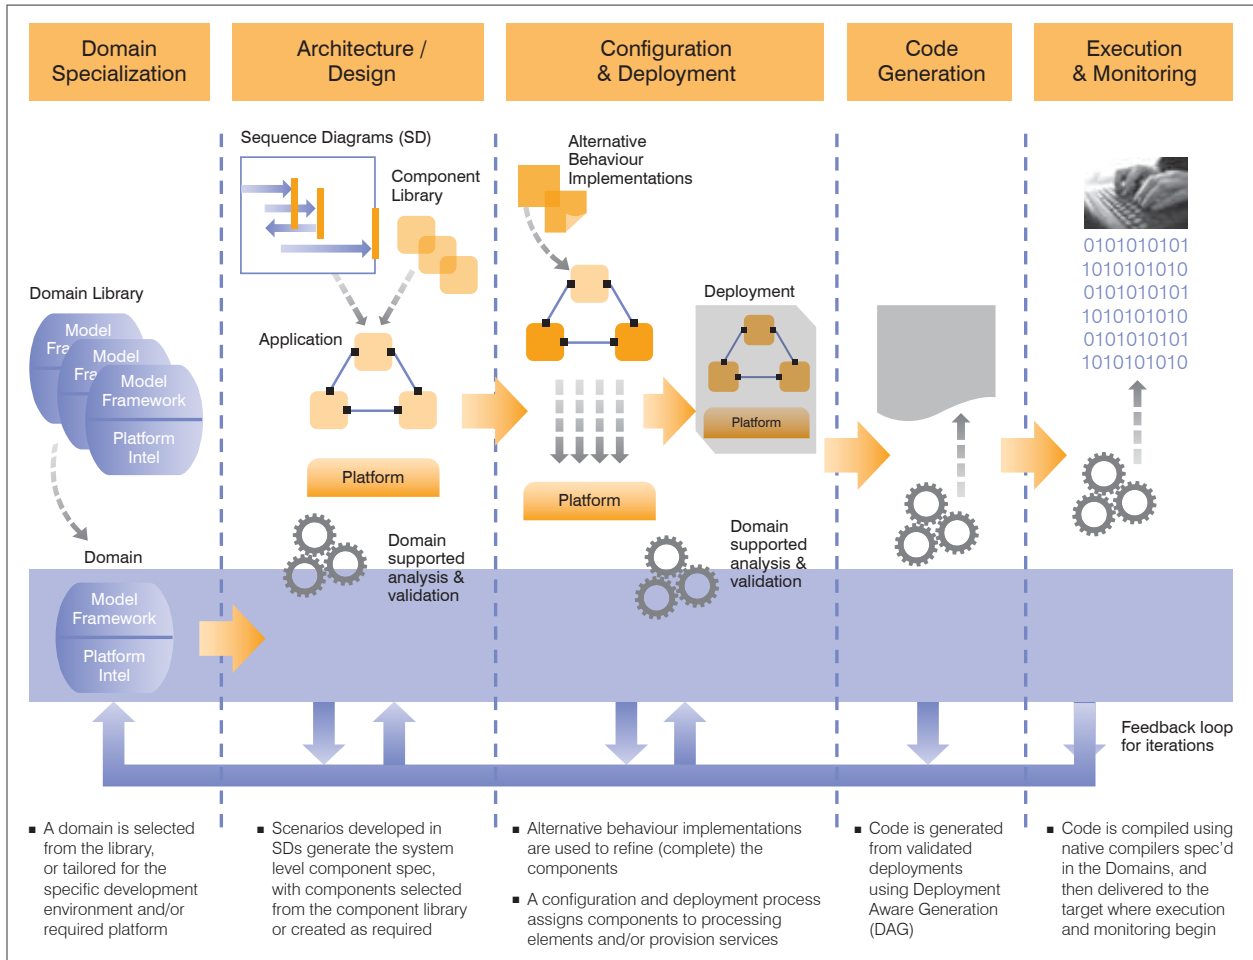 Domain
Specialization
Architecture /
Design
Configuration
& Deployment
Code
Generation
Execution
& Monitoring
Sequence Diagrams (SD)
Component
Library
Application
Platform
Domain
supported
analysis &
validation
Alternative
Behaviour
Implementations
Deployment
Platform
Platform
Domain
supported
analysis &
validation
0101010101
1010101010
0101010101
1010101010
0101010101
1010101010
Domain Library
Model
Fra
Model
Fra
Model
Framework
Platform
Intel
Domain
Model
Framework
Platform
Intel
Feedback loop
for iterations
■ A domain is selected
from the library,
or tailored for the
specific development
environment and/or
required platform
■ Scenarios developed in
SDs generate the system
level component spec,
with components selected
from the component library
or created as required
■ Alternative behaviour implementations
are used to refine (complete) the
components
■ A configuration and deployment process
assigns components to processing
elements and/or provision services
■ Code is generated
from validated
deployments
using Deployment
Aware Generation
(DAG)
■ Code is compiled using
native compilers spec'd
in the Domains, and
then delivered to the
target where execution
and monitoring begin